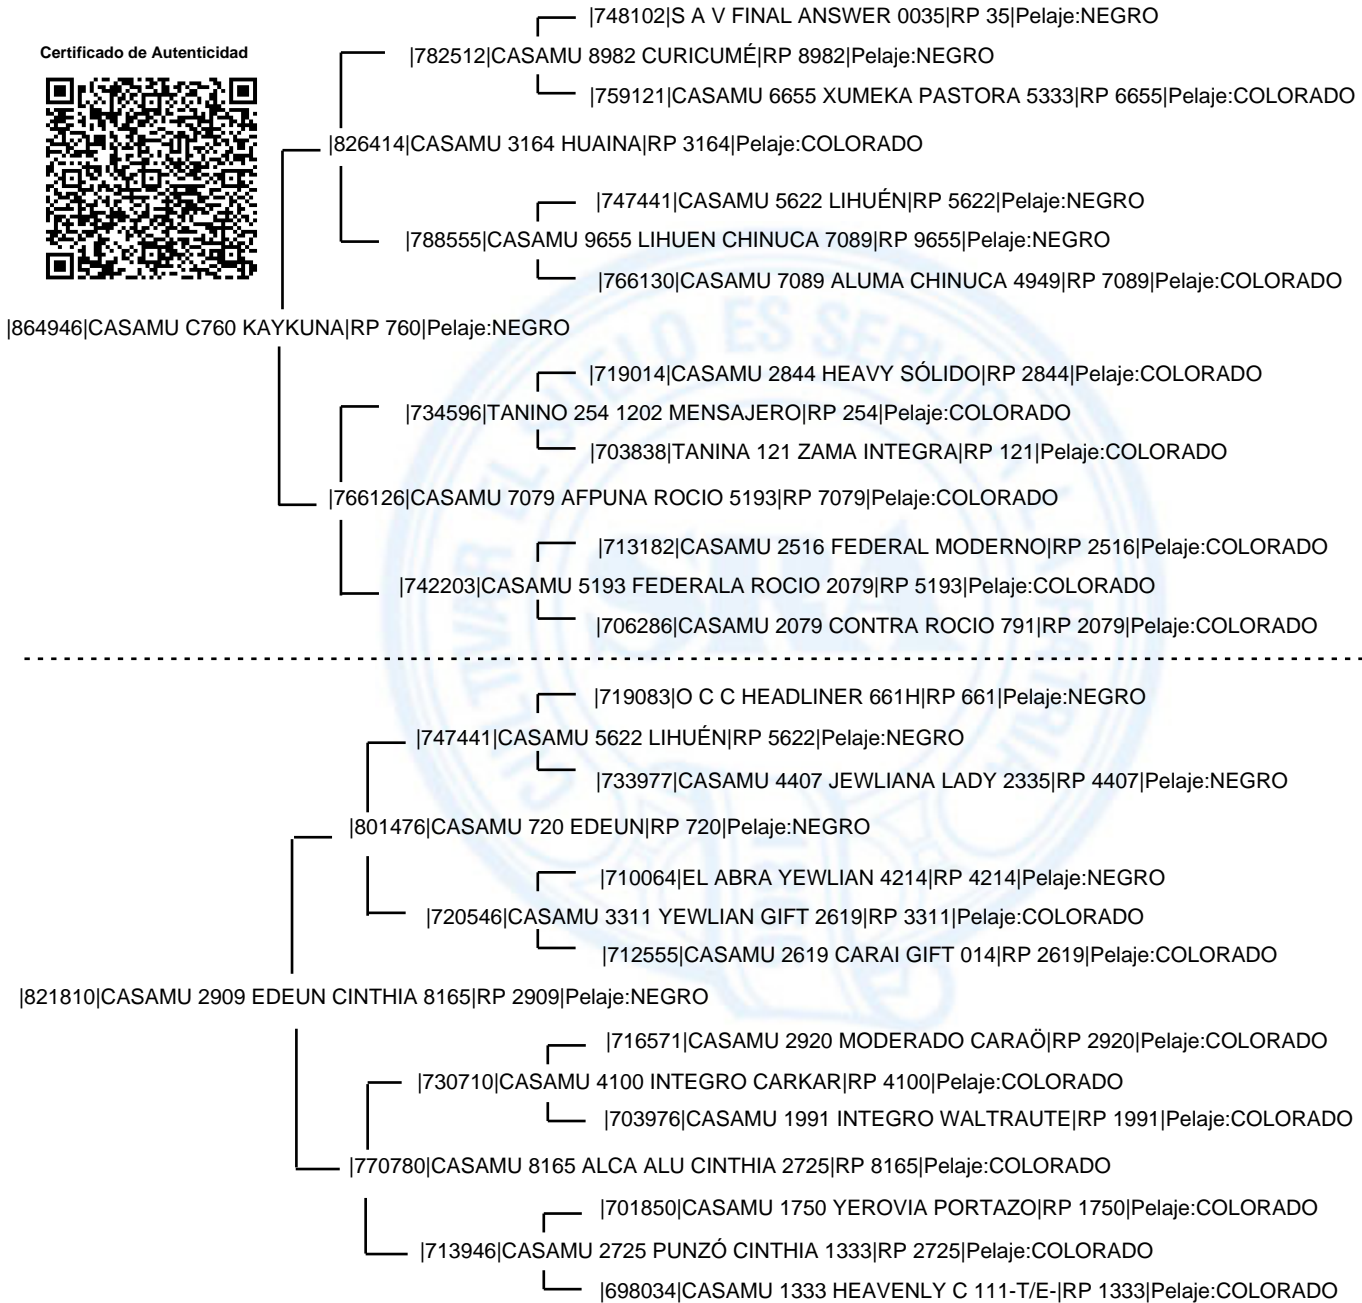 |748102|S A V FINAL ANSWER 0035|RP 35|Pelaje:NEGRO
Certificado de Autenticidad
|782512|CASAMU 8982 CURICUMÉ|RP 8982|Pelaje:NEGRO
|759121|CASAMU 6655 XUMEKA PASTORA 5333|RP 6655|Pelaje:COLORADO
|826414|CASAMU 3164 HUAINA|RP 3164|Pelaje:COLORADO
|747441|CASAMU 5622 LIHUÉN|RP 5622|Pelaje:NEGRO
|788555|CASAMU 9655 LIHUEN CHINUCA 7089|RP 9655|Pelaje:NEGRO
|766130|CASAMU 7089 ALUMA CHINUCA 4949|RP 7089|Pelaje:COLORADO
|864946|CASAMU C760 KAYKUNA|RP 760|Pelaje:NEGRO
|719014|CASAMU 2844 HEAVY SÓLIDO|RP 2844|Pelaje:COLORADO
|734596|TANINO 254 1202 MENSAJERO|RP 254|Pelaje:COLORADO
|703838|TANINA 121 ZAMA INTEGRA|RP 121|Pelaje:COLORADO
|766126|CASAMU 7079 AFPUNA ROCIO 5193|RP 7079|Pelaje:COLORADO
|713182|CASAMU 2516 FEDERAL MODERNO|RP 2516|Pelaje:COLORADO
|742203|CASAMU 5193 FEDERALA ROCIO 2079|RP 5193|Pelaje:COLORADO
|706286|CASAMU 2079 CONTRA ROCIO 791|RP 2079|Pelaje:COLORADO
|719083|O C C HEADLINER 661H|RP 661|Pelaje:NEGRO
|747441|CASAMU 5622 LIHUÉN|RP 5622|Pelaje:NEGRO
|733977|CASAMU 4407 JEWLIANA LADY 2335|RP 4407|Pelaje:NEGRO
|801476|CASAMU 720 EDEUN|RP 720|Pelaje:NEGRO
|710064|EL ABRA YEWLIAN 4214|RP 4214|Pelaje:NEGRO
|720546|CASAMU 3311 YEWLIAN GIFT 2619|RP 3311|Pelaje:COLORADO
|712555|CASAMU 2619 CARAI GIFT 014|RP 2619|Pelaje:COLORADO
|821810|CASAMU 2909 EDEUN CINTHIA 8165|RP 2909|Pelaje:NEGRO
|716571|CASAMU 2920 MODERADO CARAÖ|RP 2920|Pelaje:COLORADO
|730710|CASAMU 4100 INTEGRO CARKAR|RP 4100|Pelaje:COLORADO
|703976|CASAMU 1991 INTEGRO WALTRAUTE|RP 1991|Pelaje:COLORADO
|770780|CASAMU 8165 ALCA ALU CINTHIA 2725|RP 8165|Pelaje:COLORADO
|701850|CASAMU 1750 YEROVIA PORTAZO|RP 1750|Pelaje:COLORADO
|713946|CASAMU 2725 PUNZÓ CINTHIA 1333|RP 2725|Pelaje:COLORADO
|698034|CASAMU 1333 HEAVENLY C 111-T/E-|RP 1333|Pelaje:COLORADO
CULTIVAR EL SUELO ES SERVIR A LA PATRIA
SRA
1866